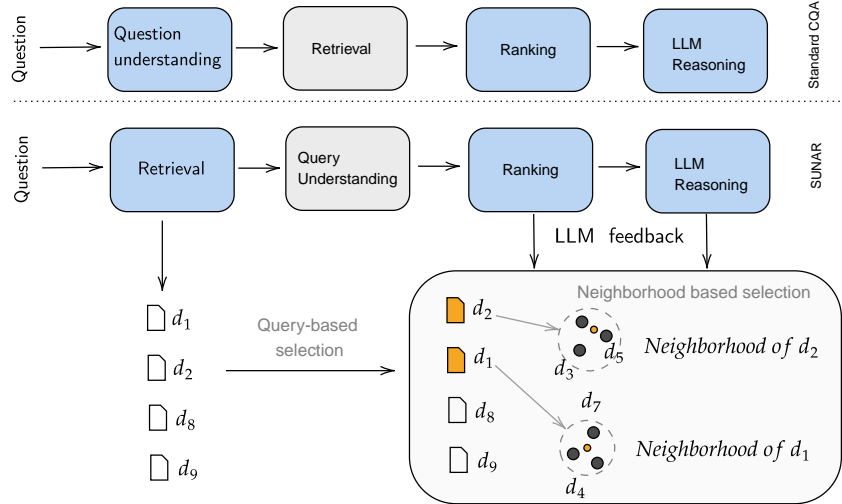 Question
Question
understanding
Retrieval
Ranking
LLM
Reasoning
Standard CQA
Question
Retrieval
Query
Understanding
Ranking
LLM
Reasoning
SUNAR
LLM feedback
d1
d2
d8
d9
Query-based
selection
Neighborhood based selection
d2
d1
d8
d9
d5
d3
Neighborhood of d2
d7
d4
Neighborhood of d1